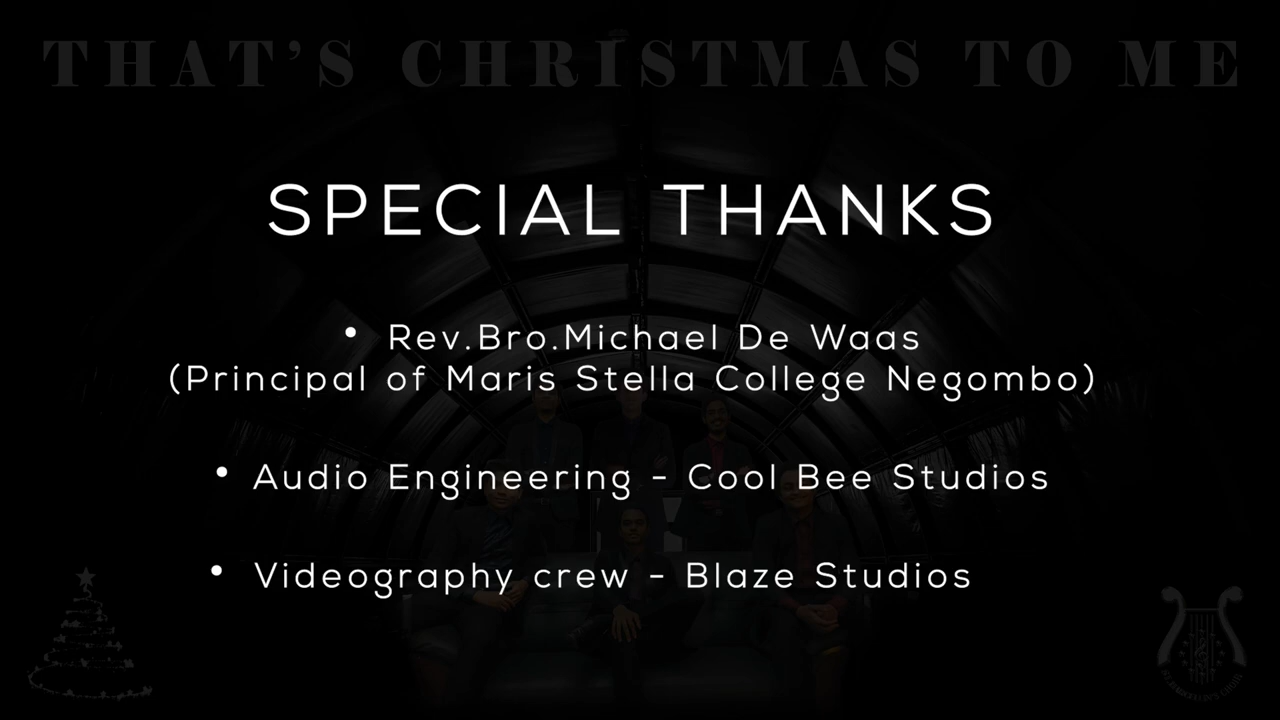 THAT'S CHRISTMAS TO ME
SPECIAL THANKS
• Rev.Bro.Michael De Waas
(Principal of Maris Stella College Negombo)
• Audio Engineering - Cool Bee Studios
• Videography crew - Blaze Studios